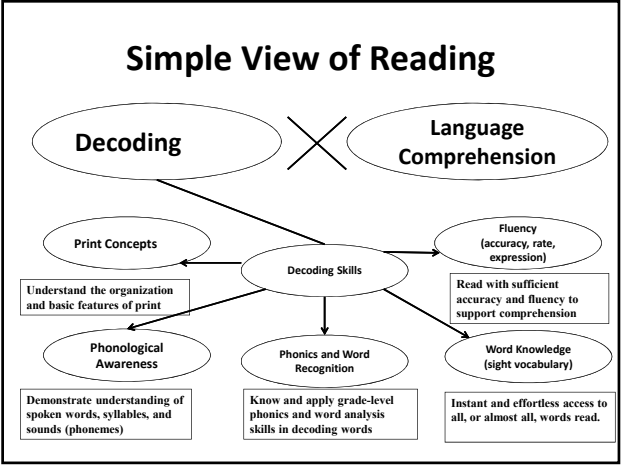 Simple View of Reading
Decoding
Language
Comprehension
Print Concepts
Understand the organization
and basic features of print
Decoding Skills
Fluency
(accuracy, rate,
expression)
Read with sufficient
accuracy and fluency to
support comprehension
Phonological
Awareness
Demonstrate understanding of
spoken words, syllables, and
sounds (phonemes)
Phonics and Word
Recognition
Know and apply grade-level
phonics and word analysis
skills in decoding words
Word Knowledge
(sight vocabulary)
Instant and effortless access to
all, or almost all, words read.